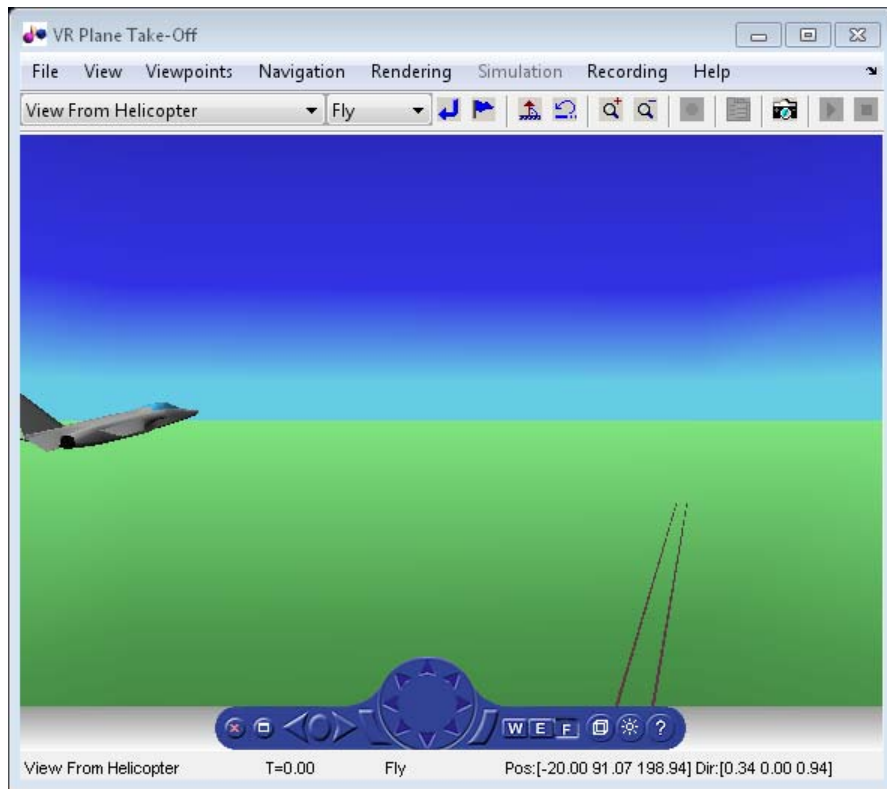 VR Plane Take-Off
File View Viewpoints Navigation Rendering Simulation Recording Help
View From Helicopter Fly
W E F ?
View From Helicopter T=0.00 Fly Pos:[-20.00 91.07 198.94] Dir:[0.34 0.00 0.94]